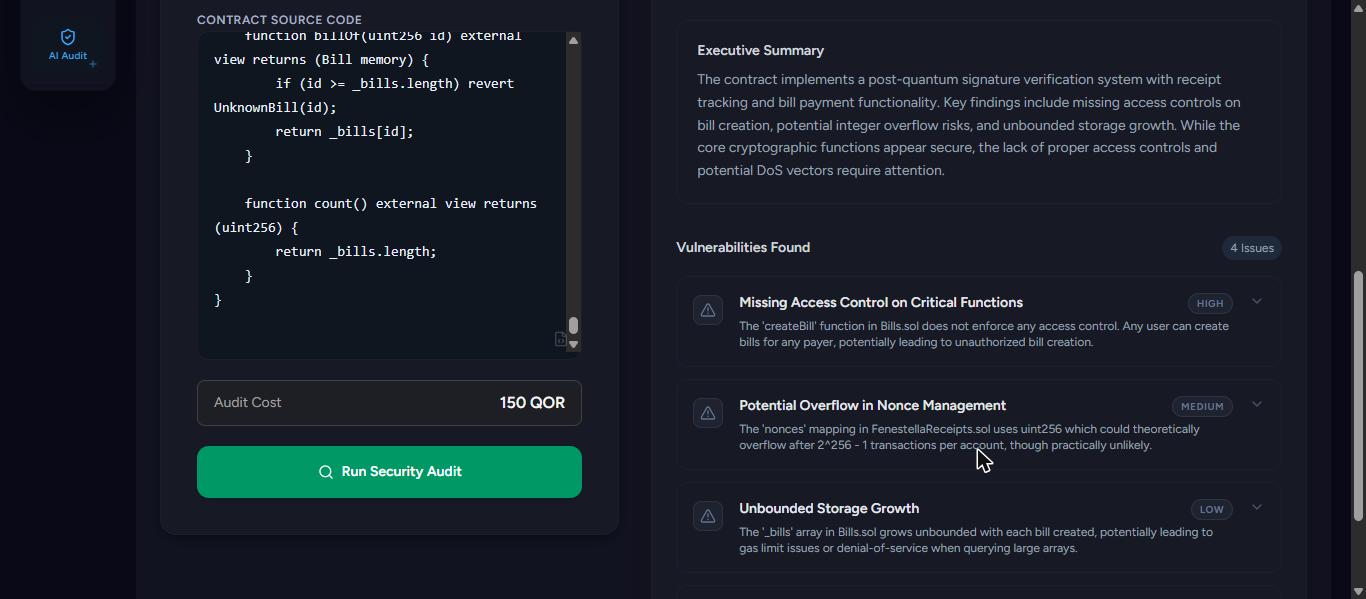 AI Audit
CONTRACT SOURCE CODE
function billOf(uint256 id) external
view returns (Bill memory) {
if (id >= _bills.length) revert
UnknownBill(id);
return _bills[id];
}
function count() external view returns
(uint256) {
return _bills.length;
}
}
Audit Cost
150 QOR
Run Security Audit
Executive Summary
The contract implements a post-quantum signature verification system with receipt
tracking and bill payment functionality. Key findings include missing access controls on
bill creation, potential integer overflow risks, and unbounded storage growth. While the
core cryptographic functions appear secure, the lack of proper access controls and
potential DoS vectors require attention.
Vulnerabilities Found
4 Issues
Missing Access Control on Critical Functions
HIGH
The 'createBill' function in Bills.sol does not enforce any access control. Any user can create
bills for any payer, potentially leading to unauthorized bill creation.
Potential Overflow in Nonce Management
MEDIUM
The 'nonces' mapping in FenestellaReceipts.sol uses uint256 which could theoretically
overflow after 2^256 - 1 transactions per account, though practically unlikely.
Unbounded Storage Growth
LOW
The '_bills' array in Bills.sol grows unbounded with each bill created, potentially leading to
gas limit issues or denial-of-service when querying large arrays.